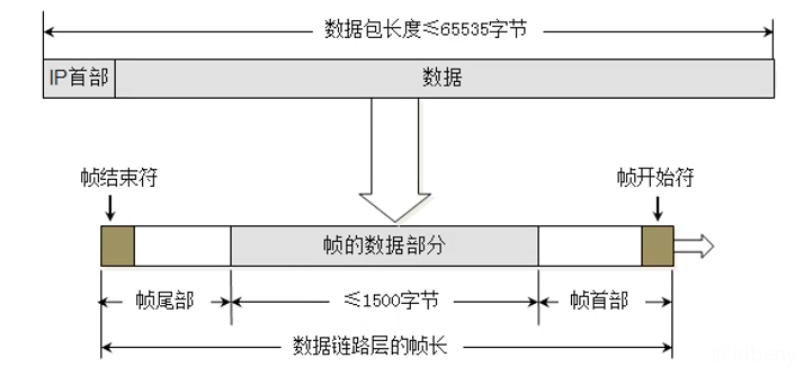 数据包长度≤65535字节
IP首部 数据
帧结束符 帧开始符
帧的数据部分
帧尾部 ≤1500字节 帧首部
数据链路层的帧长